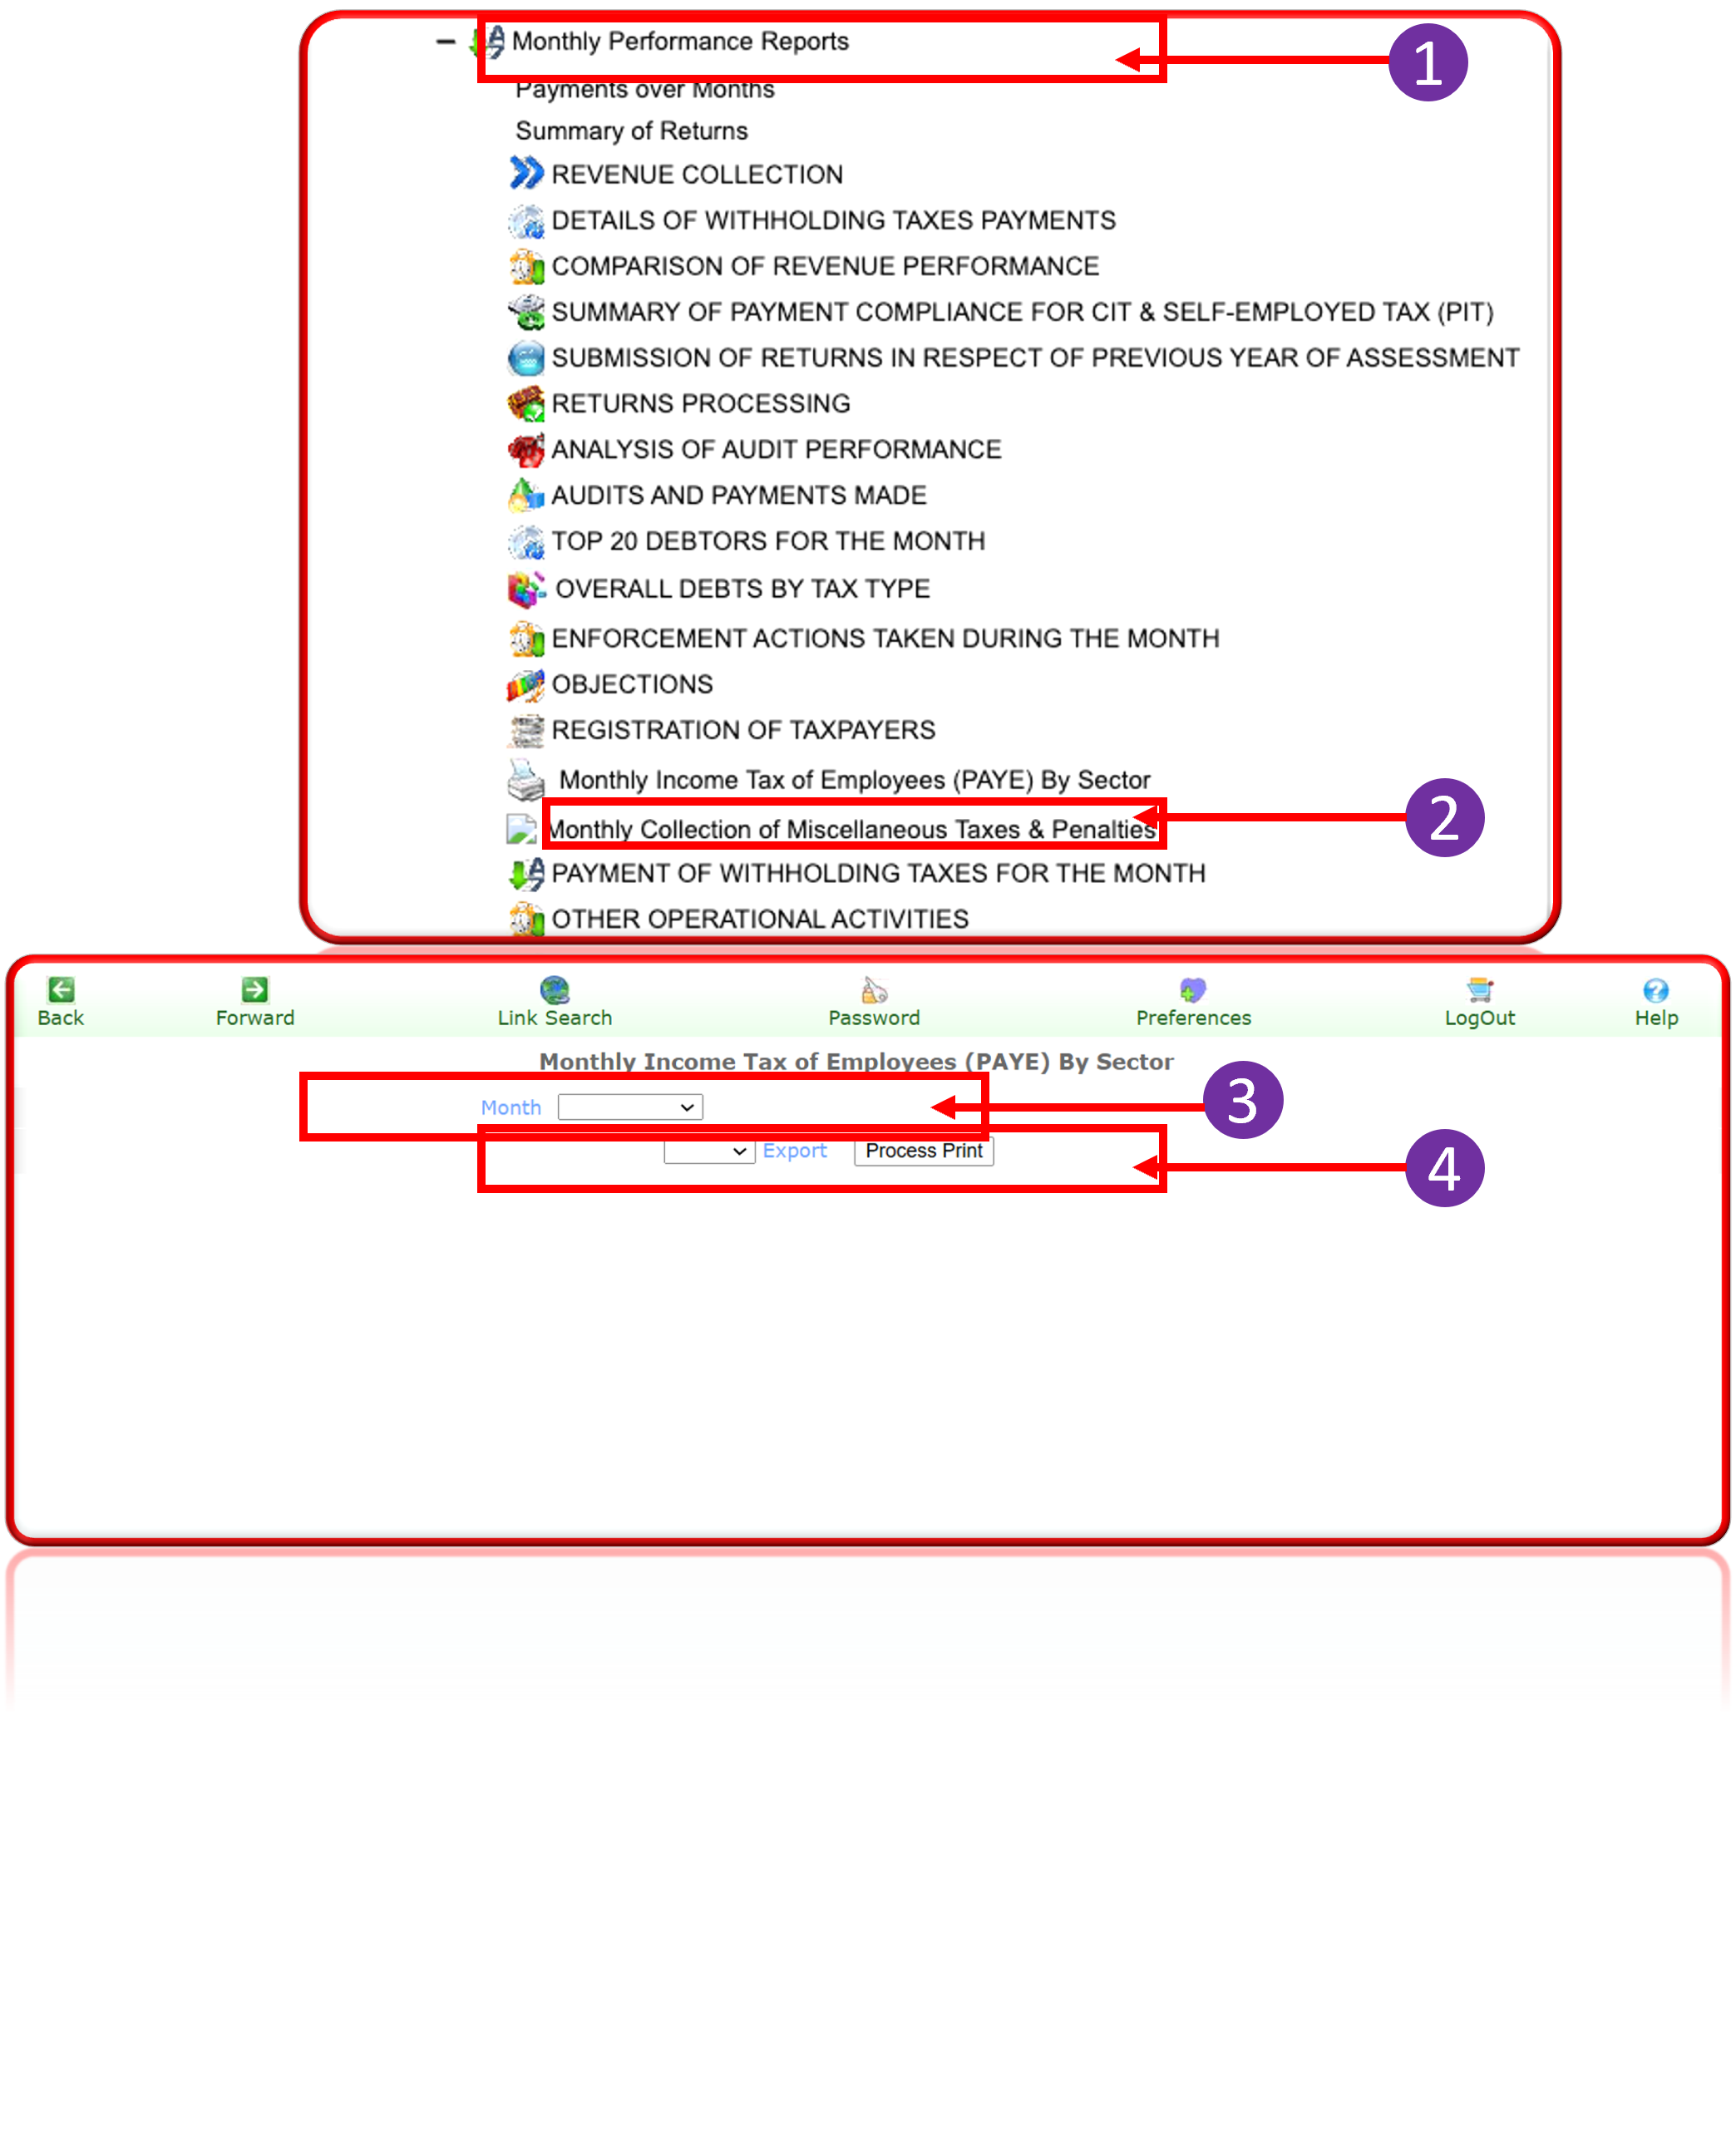 Monthly Performance Reports
1
Payments over Months
Summary of Returns
REVENUE COLLECTION
DETAILS OF WITHHOLDING TAXES PAYMENTS
COMPARISON OF REVENUE PERFORMANCE
SUMMARY OF PAYMENT COMPLIANCE FOR CIT & SELF-EMPLOYED TAX (PIT)
SUBMISSION OF RETURNS IN RESPECT OF PREVIOUS YEAR OF ASSESSMENT
RETURNS PROCESSING
ANALYSIS OF AUDIT PERFORMANCE
AUDITS AND PAYMENTS MADE
TOP 20 DEBTORS FOR THE MONTH
OVERALL DEBTS BY TAX TYPE
ENFORCEMENT ACTIONS TAKEN DURING THE MONTH
OBJECTIONS
REGISTRATION OF TAXPAYERS
Monthly Income Tax of Employees (PAYE) By Sector
Monthly Collection of Miscellaneous Taxes & Penalties
2
PAYMENT OF WITHHOLDING TAXES FOR THE MONTH
OTHER OPERATIONAL ACTIVITIES
Back Forward Link Search Password Preferences LogOut Help
Monthly Income Tax of Employees (PAYE) By Sector
Month
3
Export Process Print
4